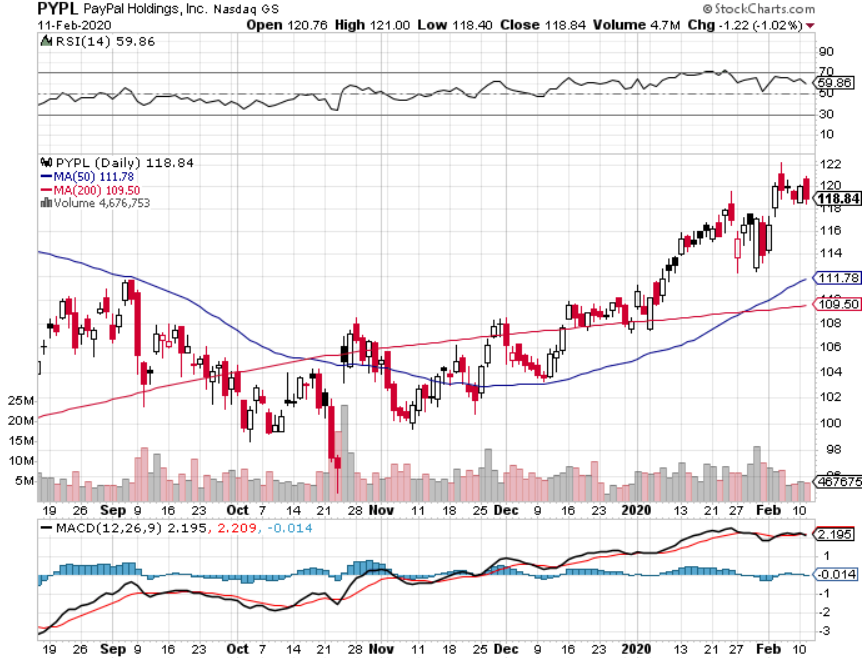 PYPL PayPal Holdings, Inc. Nasdaq GS © StockCharts.com
11-Feb-2020 Open 120.76 High 121.00 Low 118.40 Close 118.84 Volume 4.7M Chg -1.22 (-1.02%)
RSI(14) 59.86
90
70
59.86
50
30
10
PYPL (Daily) 118.84
MA(50) 111.78
MA(200) 109.50
Volume 4,676,753
122
120
118.84
118
116
114
111.78
110
109.50
108
106
104
102
100
98
96
25M
20M
15M
10M
5M
467675
19 26 Sep 9 16 23 Oct 7 14 21 28 Nov 11 18 25 Dec 9 16 23 2020 13 21 27 Feb 10
MACD(12,26,9) 2.195, 2.209, -0.014
2.195
1
-0.014
-1
-2
-3
19 26 Sep 9 16 23 Oct 7 14 21 28 Nov 11 18 25 Dec 9 16 23 2020 13 21 27 Feb 10